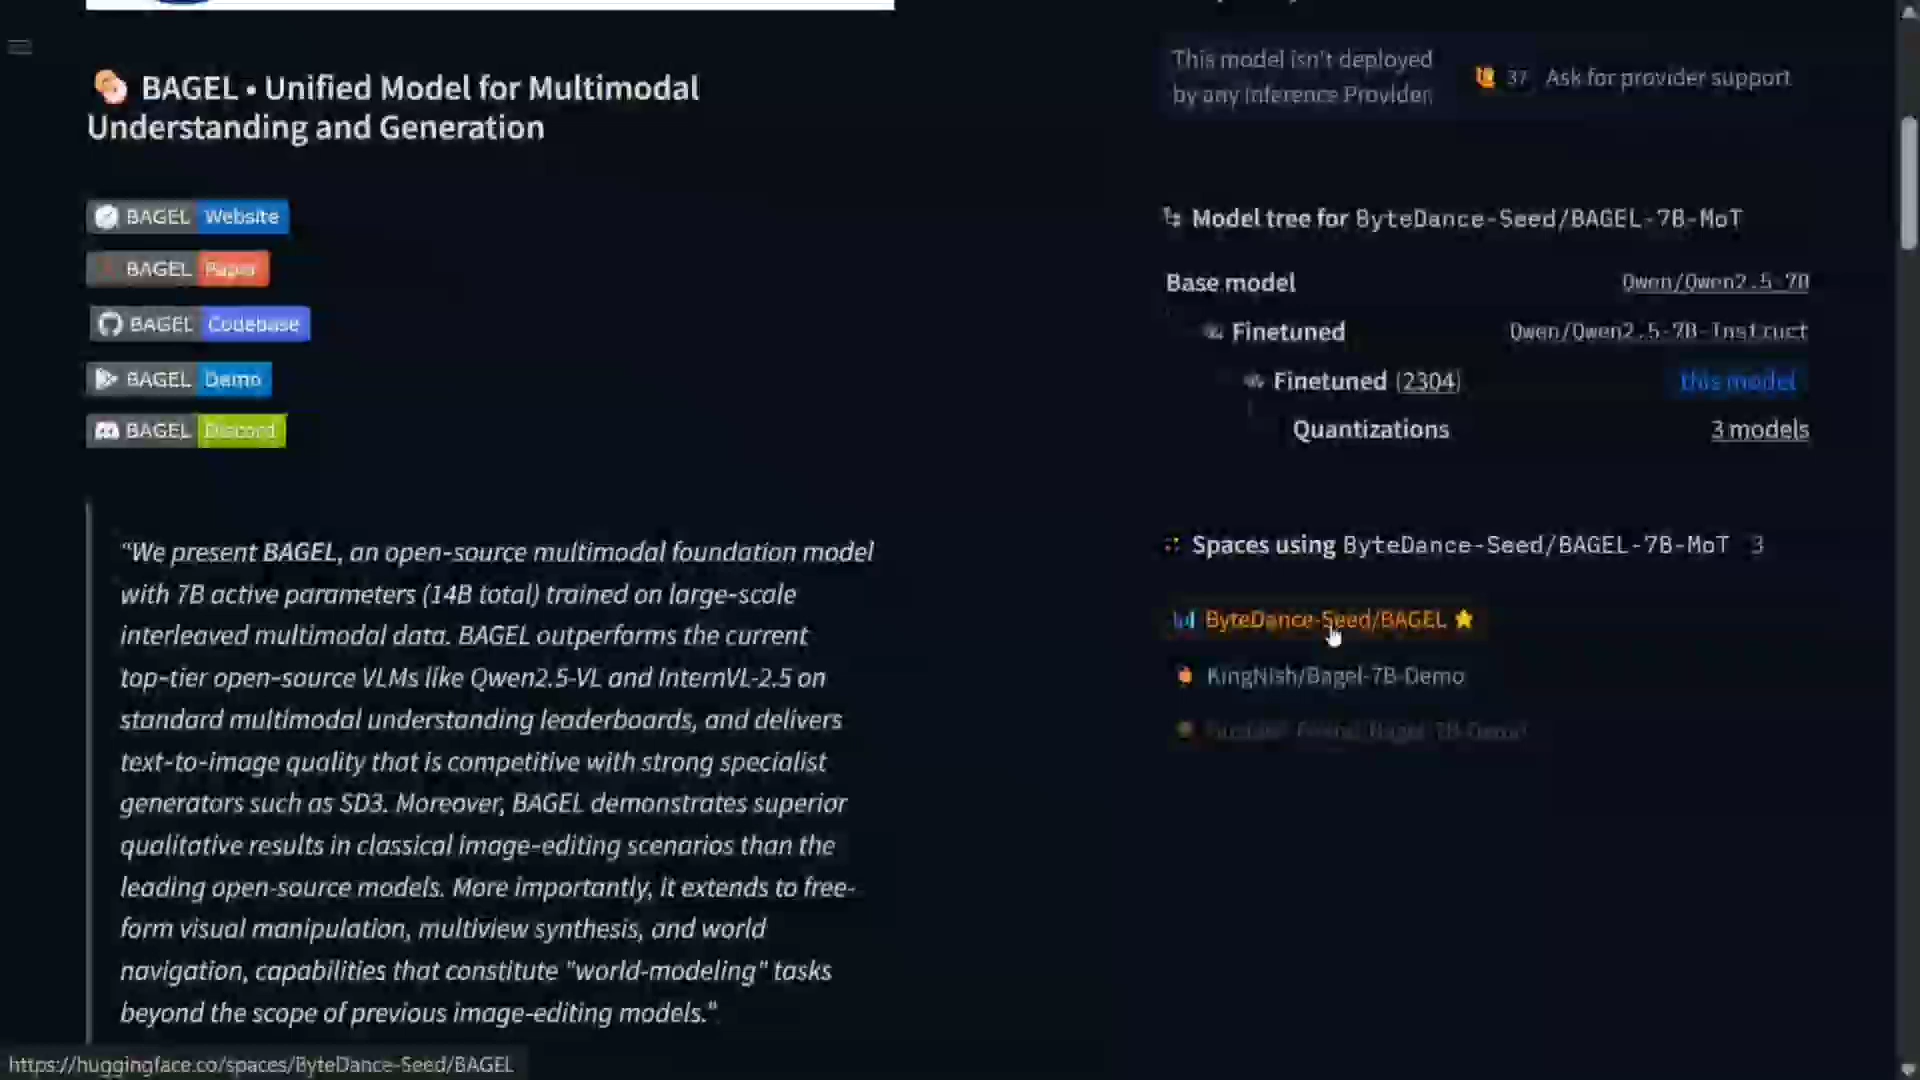 BAGEL • Unified Model for Multimodal
Understanding and Generation
BAGEL Website
BAGEL Paper
BAGEL Codebase
BAGEL Demo
BAGEL Discord
“We present BAGEL, an open-source multimodal foundation model
with 7B active parameters (14B total) trained on large-scale
interleaved multimodal data. BAGEL outperforms the current
top-tier open-source VLMs like Qwen2.5-VL and InternVL-2.5 on
standard multimodal understanding leaderboards, and delivers
text-to-image quality that is competitive with strong specialist
generators such as SD3. Moreover, BAGEL demonstrates superior
qualitative results in classical image-editing scenarios than the
leading open-source models. More importantly, it extends to free-
form visual manipulation, multiview synthesis, and world
navigation, capabilities that constitute "world-modeling" tasks
beyond the scope of previous image-editing models."
This model isn't deployed
by any Inference Provider.
37 Ask for provider support
Model tree for ByteDance-Seed/BAGEL-7B-MoT
Base model Qwen/Qwen2.5-7B
Finetuned Qwen/Qwen2.5-7B-Instruct
Finetuned (2304) this model
Quantizations 3 models
Spaces using ByteDance-Seed/BAGEL-7B-MoT 3
ByteDance-Seed/BAGEL
KingNish/Bagel-7B-Demo
Bagel-7B-Demo
https://huggingface.co/spaces/ByteDance-Seed/BAGEL